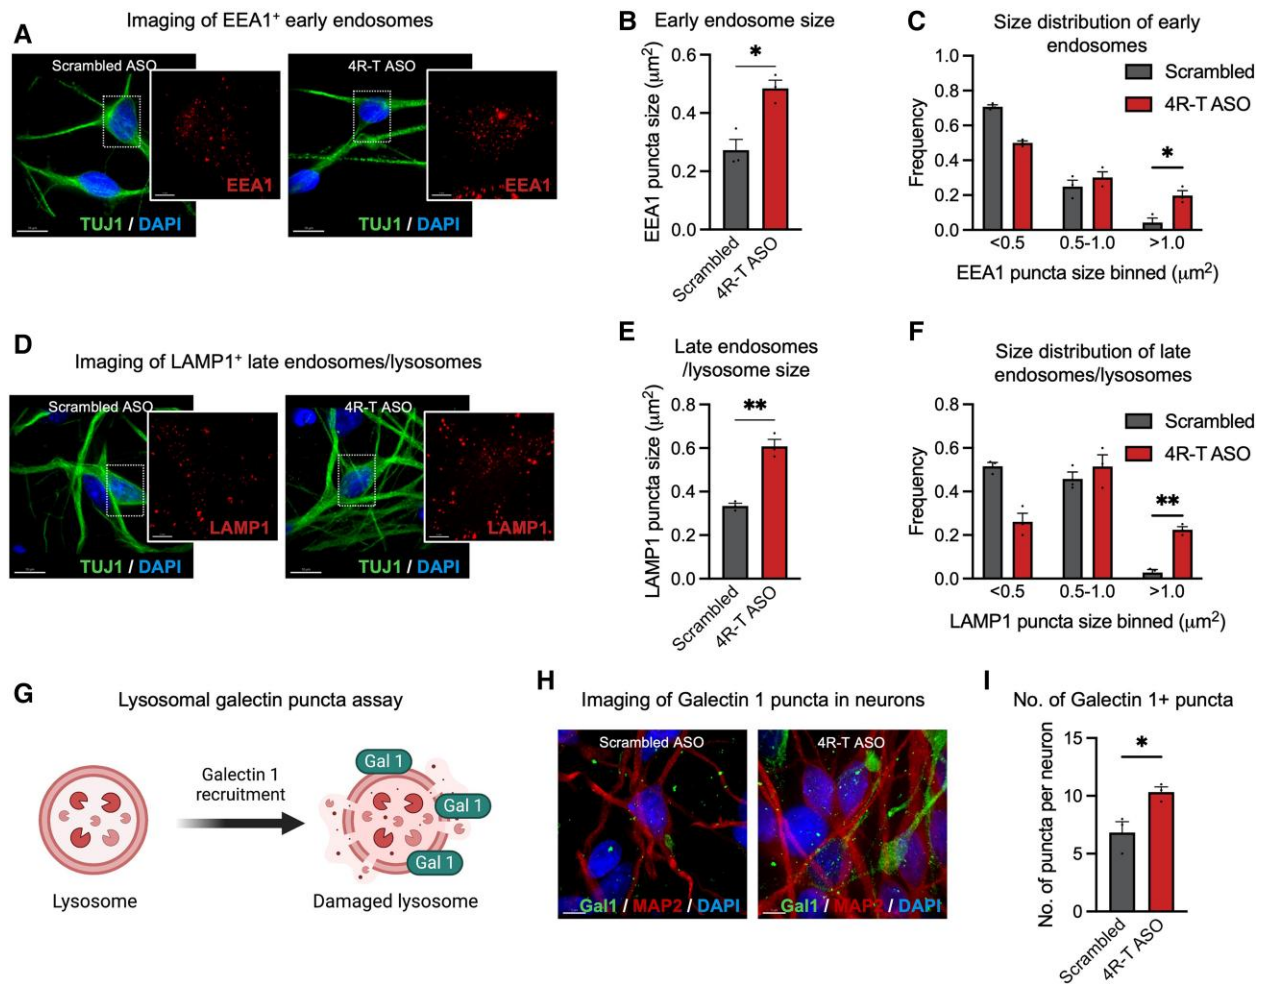 A
Imaging of EEA1+ early endosomes
Scrambled ASO
EEA1
TUJ1 / DAPI
4R-T ASO
EEA1
TUJ1 / DAPI
B
Early endosome size
EEA1 puncta size (μm2)
0.6
*
0.4
0.2
0.0
Scrambled
4R-T ASO
C
Size distribution of early
endosomes
Frequency
1.0
0.8
0.6
0.4
0.2
0.0
Scrambled
4R-T ASO
*
<0.5
0.5-1.0
>1.0
EEA1 puncta size binned (μm2)
D
Imaging of LAMP1+ late endosomes/lysosomes
Scrambled ASO
LAMP1
TUJ1 / DAPI
4R-T ASO
LAMP1
TUJ1 / DAPI
E
Late endosomes
/lysosome size
LAMP1 puncta size (μm2)
0.8
**
0.6
0.4
0.2
0.0
Scrambled
4R-T ASO
F
Size distribution of late
endosomes/lysosomes
Frequency
0.8
0.6
0.4
0.2
0.0
Scrambled
4R-T ASO
**
<0.5
0.5-1.0
>1.0
LAMP1 puncta size binned (μm2)
G
Lysosomal galectin puncta assay
Galectin 1
recruitment
Gal 1
Gal 1
Gal 1
Lysosome
Damaged lysosome
H
Imaging of Galectin 1 puncta in neurons
Scrambled ASO
Gal1 / MAP2 / DAPI
4R-T ASO
Gal1 / MAP2 / DAPI
I
No. of Galectin 1+ puncta
No. of puncta per neuron
15
*
10
5
0
Scrambled
4R-T ASO